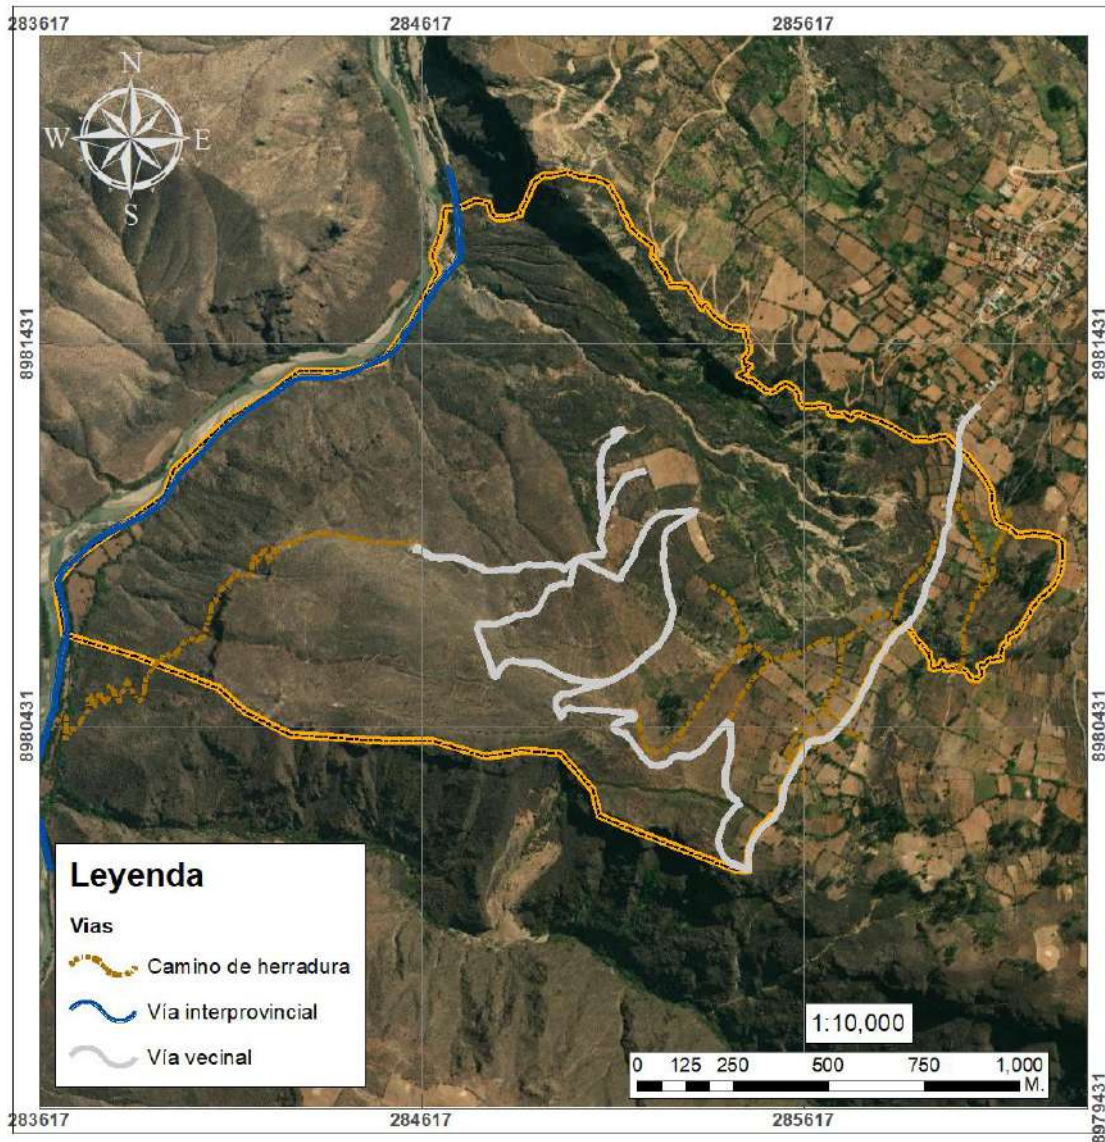 283617 284617 285617
N
W E
S
8981431 8981431
8980431 8980431
Leyenda
Vias
Camino de herradura
Vía interprovincial
Vía vecinal
1:10,000
0 125 250 500 750 1,000
M.
8979431
283617 284617 285617